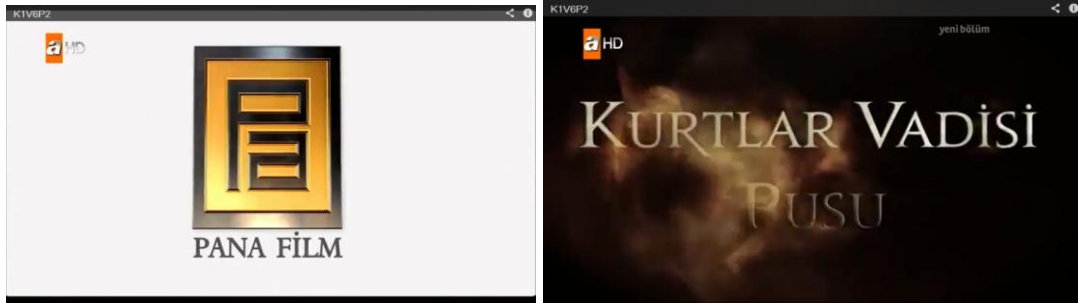 K1V6P2
a HD
PANA FİLM
K1V6P2
a HD
yeni bölüm
KURTLAR VADİSİ
PUSU